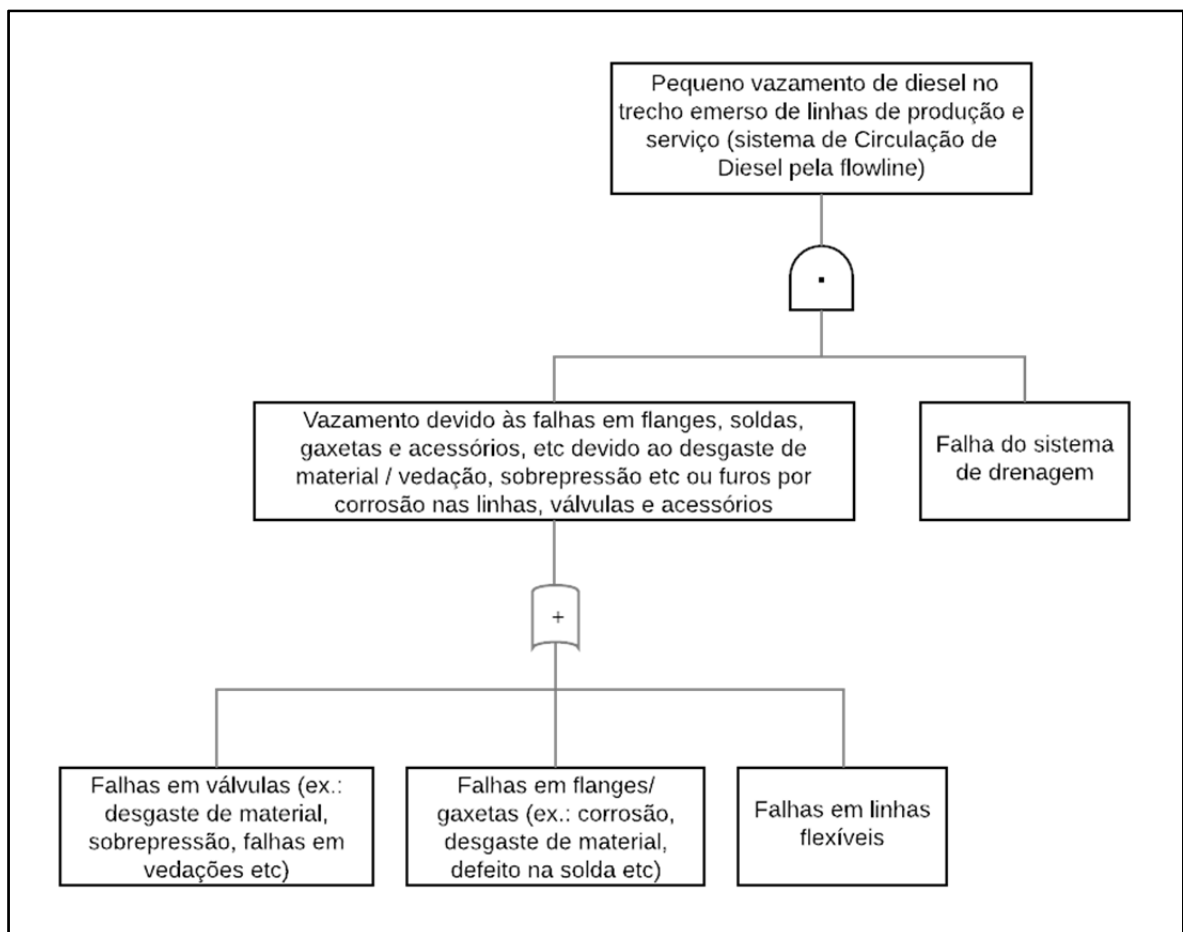 Pequeno vazamento de diesel no
trecho emerso de linhas de produção e
serviço (sistema de Circulação de
Diesel pela flowline)
Vazamento devido às falhas em flanges, soldas,
gaxetas e acessórios, etc devido ao desgaste de
material / vedação, sobrepressão etc ou furos por
corrosão nas linhas, válvulas e acessórios
Falha do sistema
de drenagem
+
Falhas em válvulas (ex.:
desgaste de material,
sobrepressão, falhas em
vedações etc)
Falhas em flanges/
gaxetas (ex.: corrosão,
desgaste de material,
defeito na solda etc)
Falhas em linhas
flexíveis